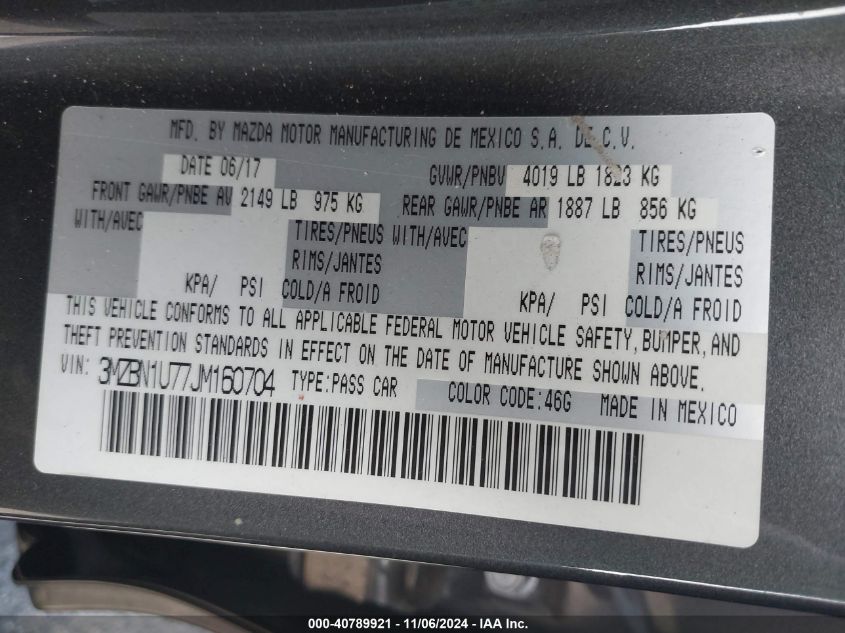 MFD. BY MAZDA MOTOR MANUFACTURING DE MEXICO S.A. DE C.V.
DATE 06/17 GVWR/PNBV 4019 LB 1823 KG
FRONT GAWR/PNBE AV 2149 LB 975 KG REAR GAWR/PNBE AR 1887 LB 856 KG
WITH/AVEC TIRES/PNEUS WITH/AVEC TIRES/PNEUS
RIMS/JANTES RIMS/JANTES
KPA/ PSI COLD/A FROID KPA/ PSI COLD/A FROID
THIS VEHICLE CONFORMS TO ALL APPLICABLE FEDERAL MOTOR VEHICLE SAFETY, BUMPER, AND
THEFT PREVENTION STANDARDS IN EFFECT ON THE DATE OF MANUFACTURE SHOWN ABOVE.
VIN: 3MZBN1U77JM160704 TYPE:PASS CAR COLOR CODE:46G MADE IN MEXICO
000-40789921 - 11/06/2024 - IAA Inc.